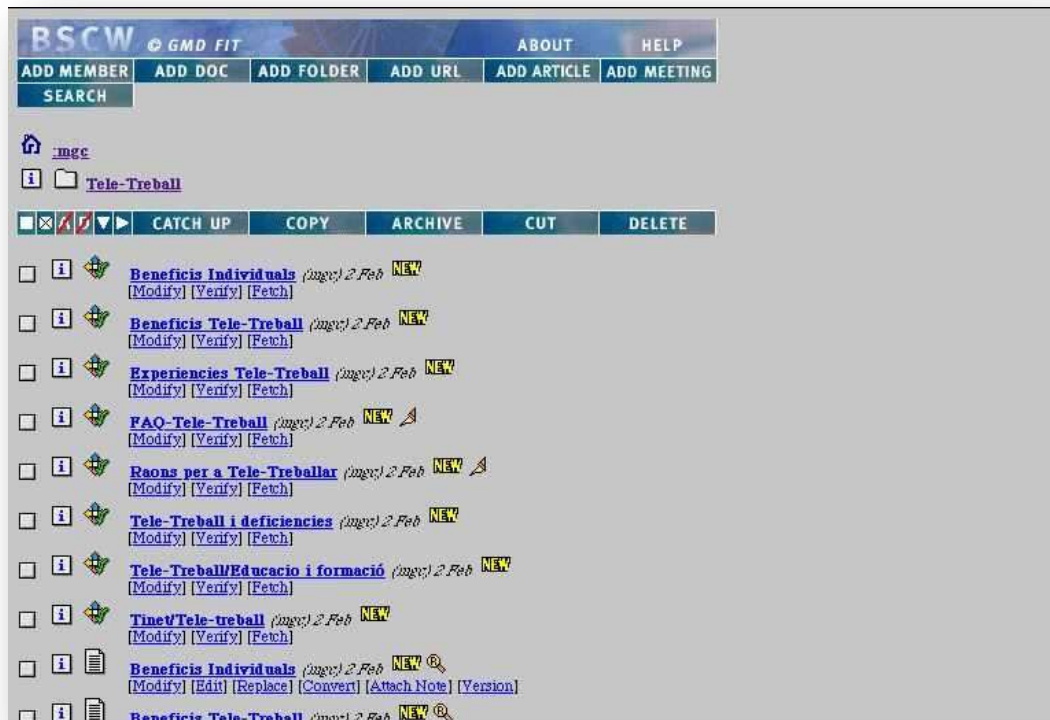 BSCW © GMD FIT ABOUT HELP
ADD MEMBER ADD DOC ADD FOLDER ADD URL ADD ARTICLE ADD MEETING
SEARCH
:mgc
i Tele-Treball
CATCH UP COPY ARCHIVE CUT DELETE
i Beneficis Individuals (mgc) 2 Feb NEW
[Modify] [Verify] [Fetch]
i Beneficis Tele-Treball (mgc) 2 Feb NEW
[Modify] [Verify] [Fetch]
i Experiencies Tele-Treball (mgc) 2 Feb NEW
[Modify] [Verify] [Fetch]
i FAQ-Tele-Treball (mgc) 2 Feb NEW
[Modify] [Verify] [Fetch]
i Raons per a Tele-Treballar (mgc) 2 Feb NEW
[Modify] [Verify] [Fetch]
i Tele-Treball i deficiencies (mgc) 2 Feb NEW
[Modify] [Verify] [Fetch]
i Tele-Treball/Educacio i formació (mgc) 2 Feb NEW
[Modify] [Verify] [Fetch]
i Tinet/Tele-treball (mgc) 2 Feb NEW
[Modify] [Verify] [Fetch]
i Beneficis Individuals (mgc) 2 Feb NEW
[Modify] [Edit] [Replace] [Convert] [Attach Note] [Version]
i Beneficis Tele-Treball (mgc) 2 Feb NEW